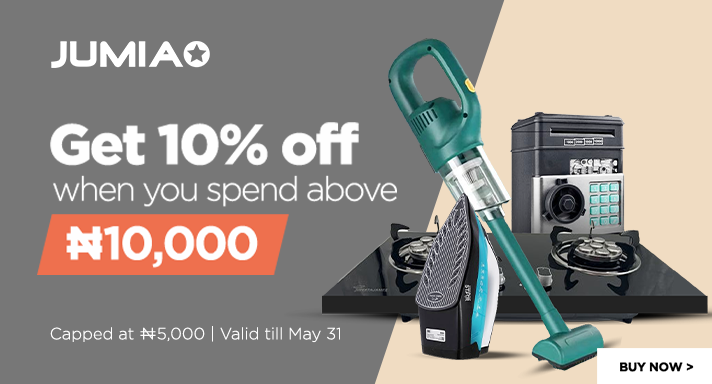 JUMIA
Get 10% off
when you spend above
₦10,000
Capped at ₦5,000 | Valid till May 31
BUY NOW >